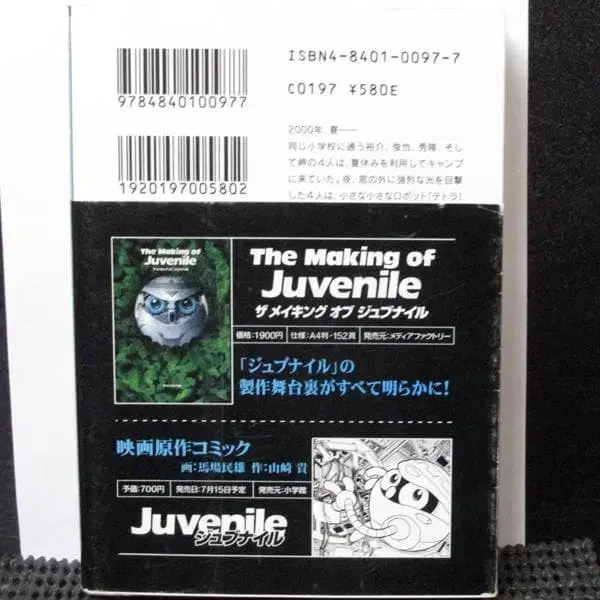 ISBN4-8401-0097-7
9784840100977
C0197 ¥580E
1920197005802
2000年、夏——
同じ小学校に通う裕介、俊也、秀隆、そし
て岬の4人は、夏休みを利用してキャンプ
に来ていた。夜、窓の外に強烈な光を目撃
した4人は、小さな小さなロボット「テトラ」
The Making of
Juvenile
The Making of
Juvenile
ザ メイキング オブ ジュブナイル
価格:1900円 仕様:A4判・152頁 発売元:メディアファクトリー
「ジュブナイル」の
製作舞台裏がすべて明らかに!
映画原作コミック
画:馬場民雄 作:山崎 貴
予価:700円 発売日:7月15日予定 発売元:小学館
Juvenile
ジュブナイル